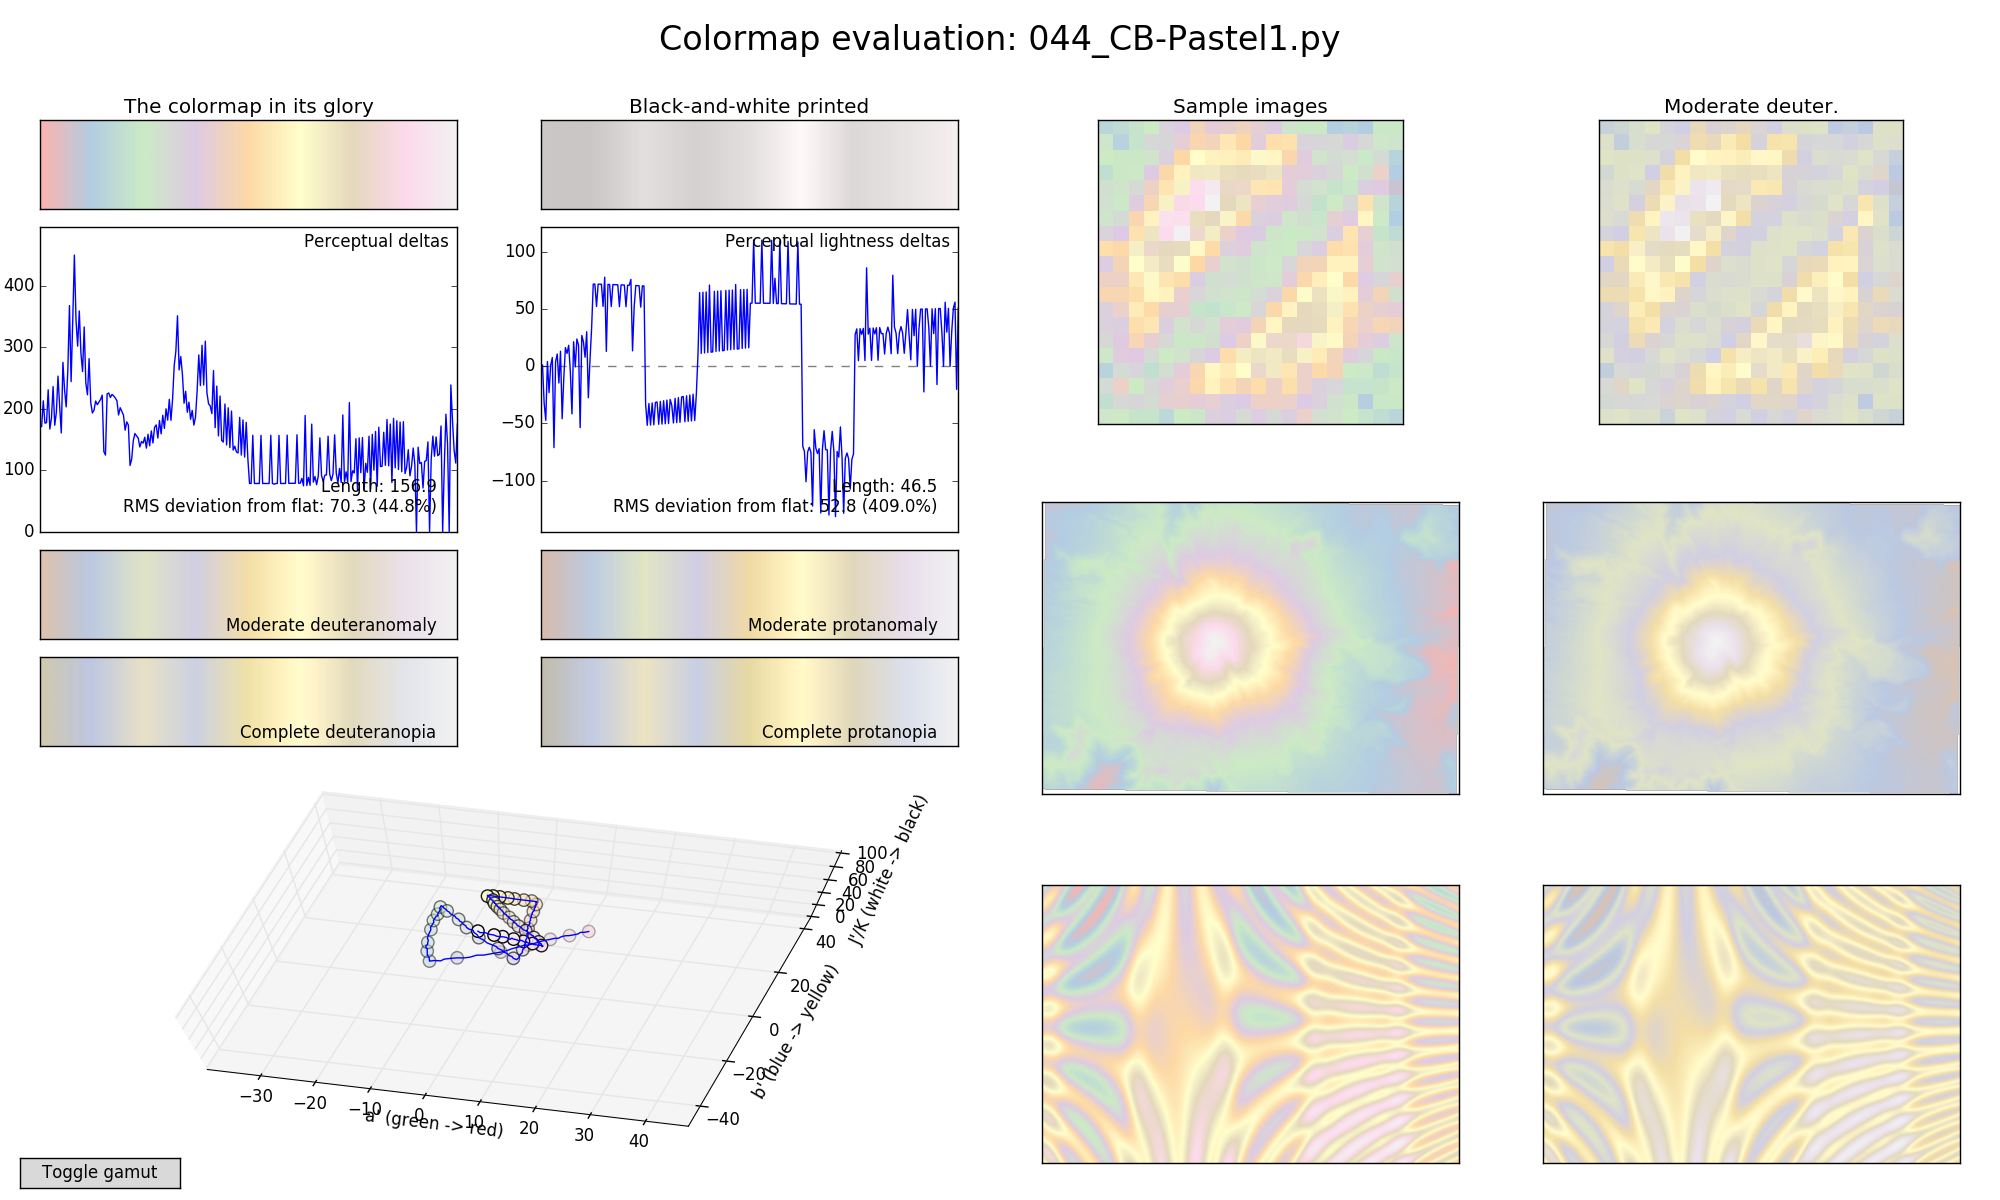 Colormap evaluation: 044_CB-Pastel1.py
The colormap in its glory
Black-and-white printed
Sample images
Moderate deuter.
Perceptual deltas
400
300
200
100
0
Length: 156.9
RMS deviation from flat: 70.3 (44.8%)
Perceptual lightness deltas
100
50
0
−50
−100
Length: 46.5
RMS deviation from flat: 52.8 (409.0%)
Moderate deuteranomaly
Moderate protanomaly
Complete deuteranopia
Complete protanopia
100
80
60
40
20
0
J'/K (white -> black)
40
20
0
−20
−40
b' (blue -> yellow)
−30
−20
−10
0
10
20
30
40
a' (green -> red)
Toggle gamut